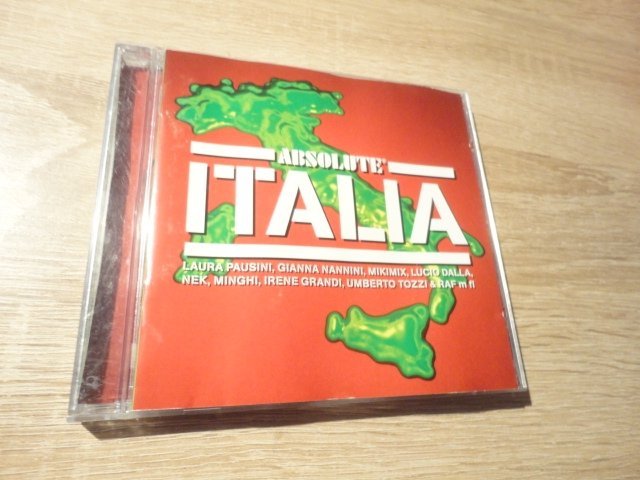 ABSOLUTE®
ITALIA
LAURA PAUSINI, GIANNA NANNINI, MIKIMIX, LUCIO DALLA,
NEK, MINGHI, IRENE GRANDI, UMBERTO TOZZI & RAF m fl